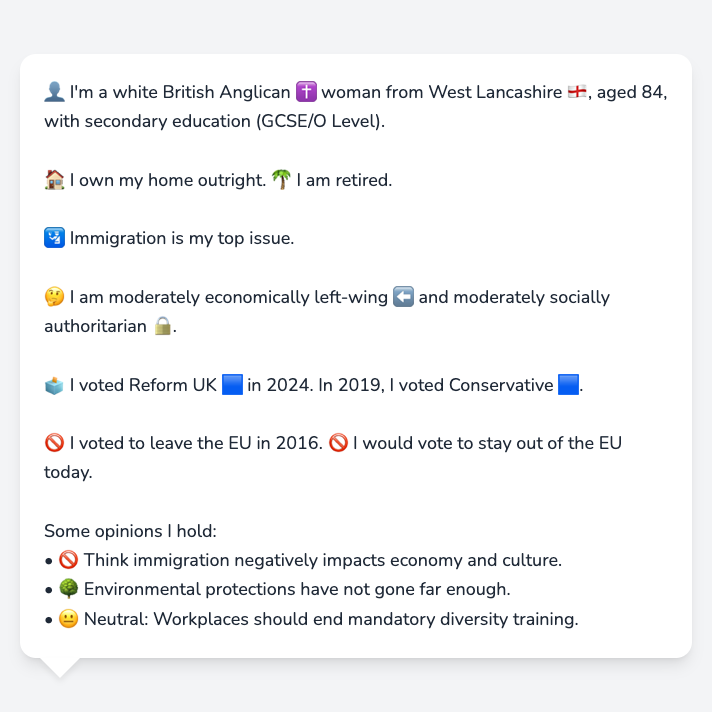 👤 I'm a white British Anglican ✝️ woman from West Lancashire 🏴󠁧󠁢󠁥󠁮󠁧󠁿, aged 84,
with secondary education (GCSE/O Level).
🏠 I own my home outright. 🌴 I am retired.
🛂 Immigration is my top issue.
🤔 I am moderately economically left-wing ⬅️ and moderately socially
authoritarian 🔒.
🗳️ I voted Reform UK 🟦 in 2024. In 2019, I voted Conservative 🟦.
🚫 I voted to leave the EU in 2016. 🚫 I would vote to stay out of the EU
today.
Some opinions I hold:
• 🚫 Think immigration negatively impacts economy and culture.
• 🌳 Environmental protections have not gone far enough.
• 😐 Neutral: Workplaces should end mandatory diversity training.